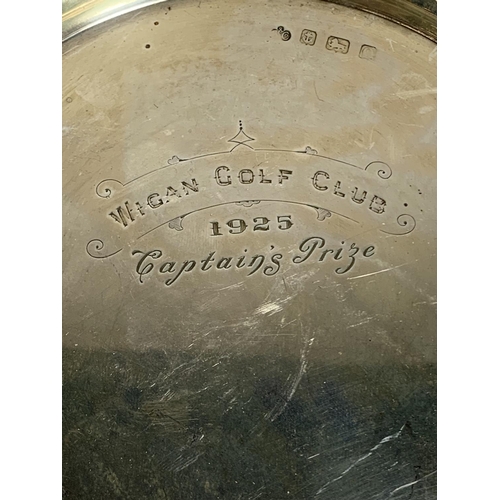 WIGAN GOLF CLUB
1925
Captain's Prize